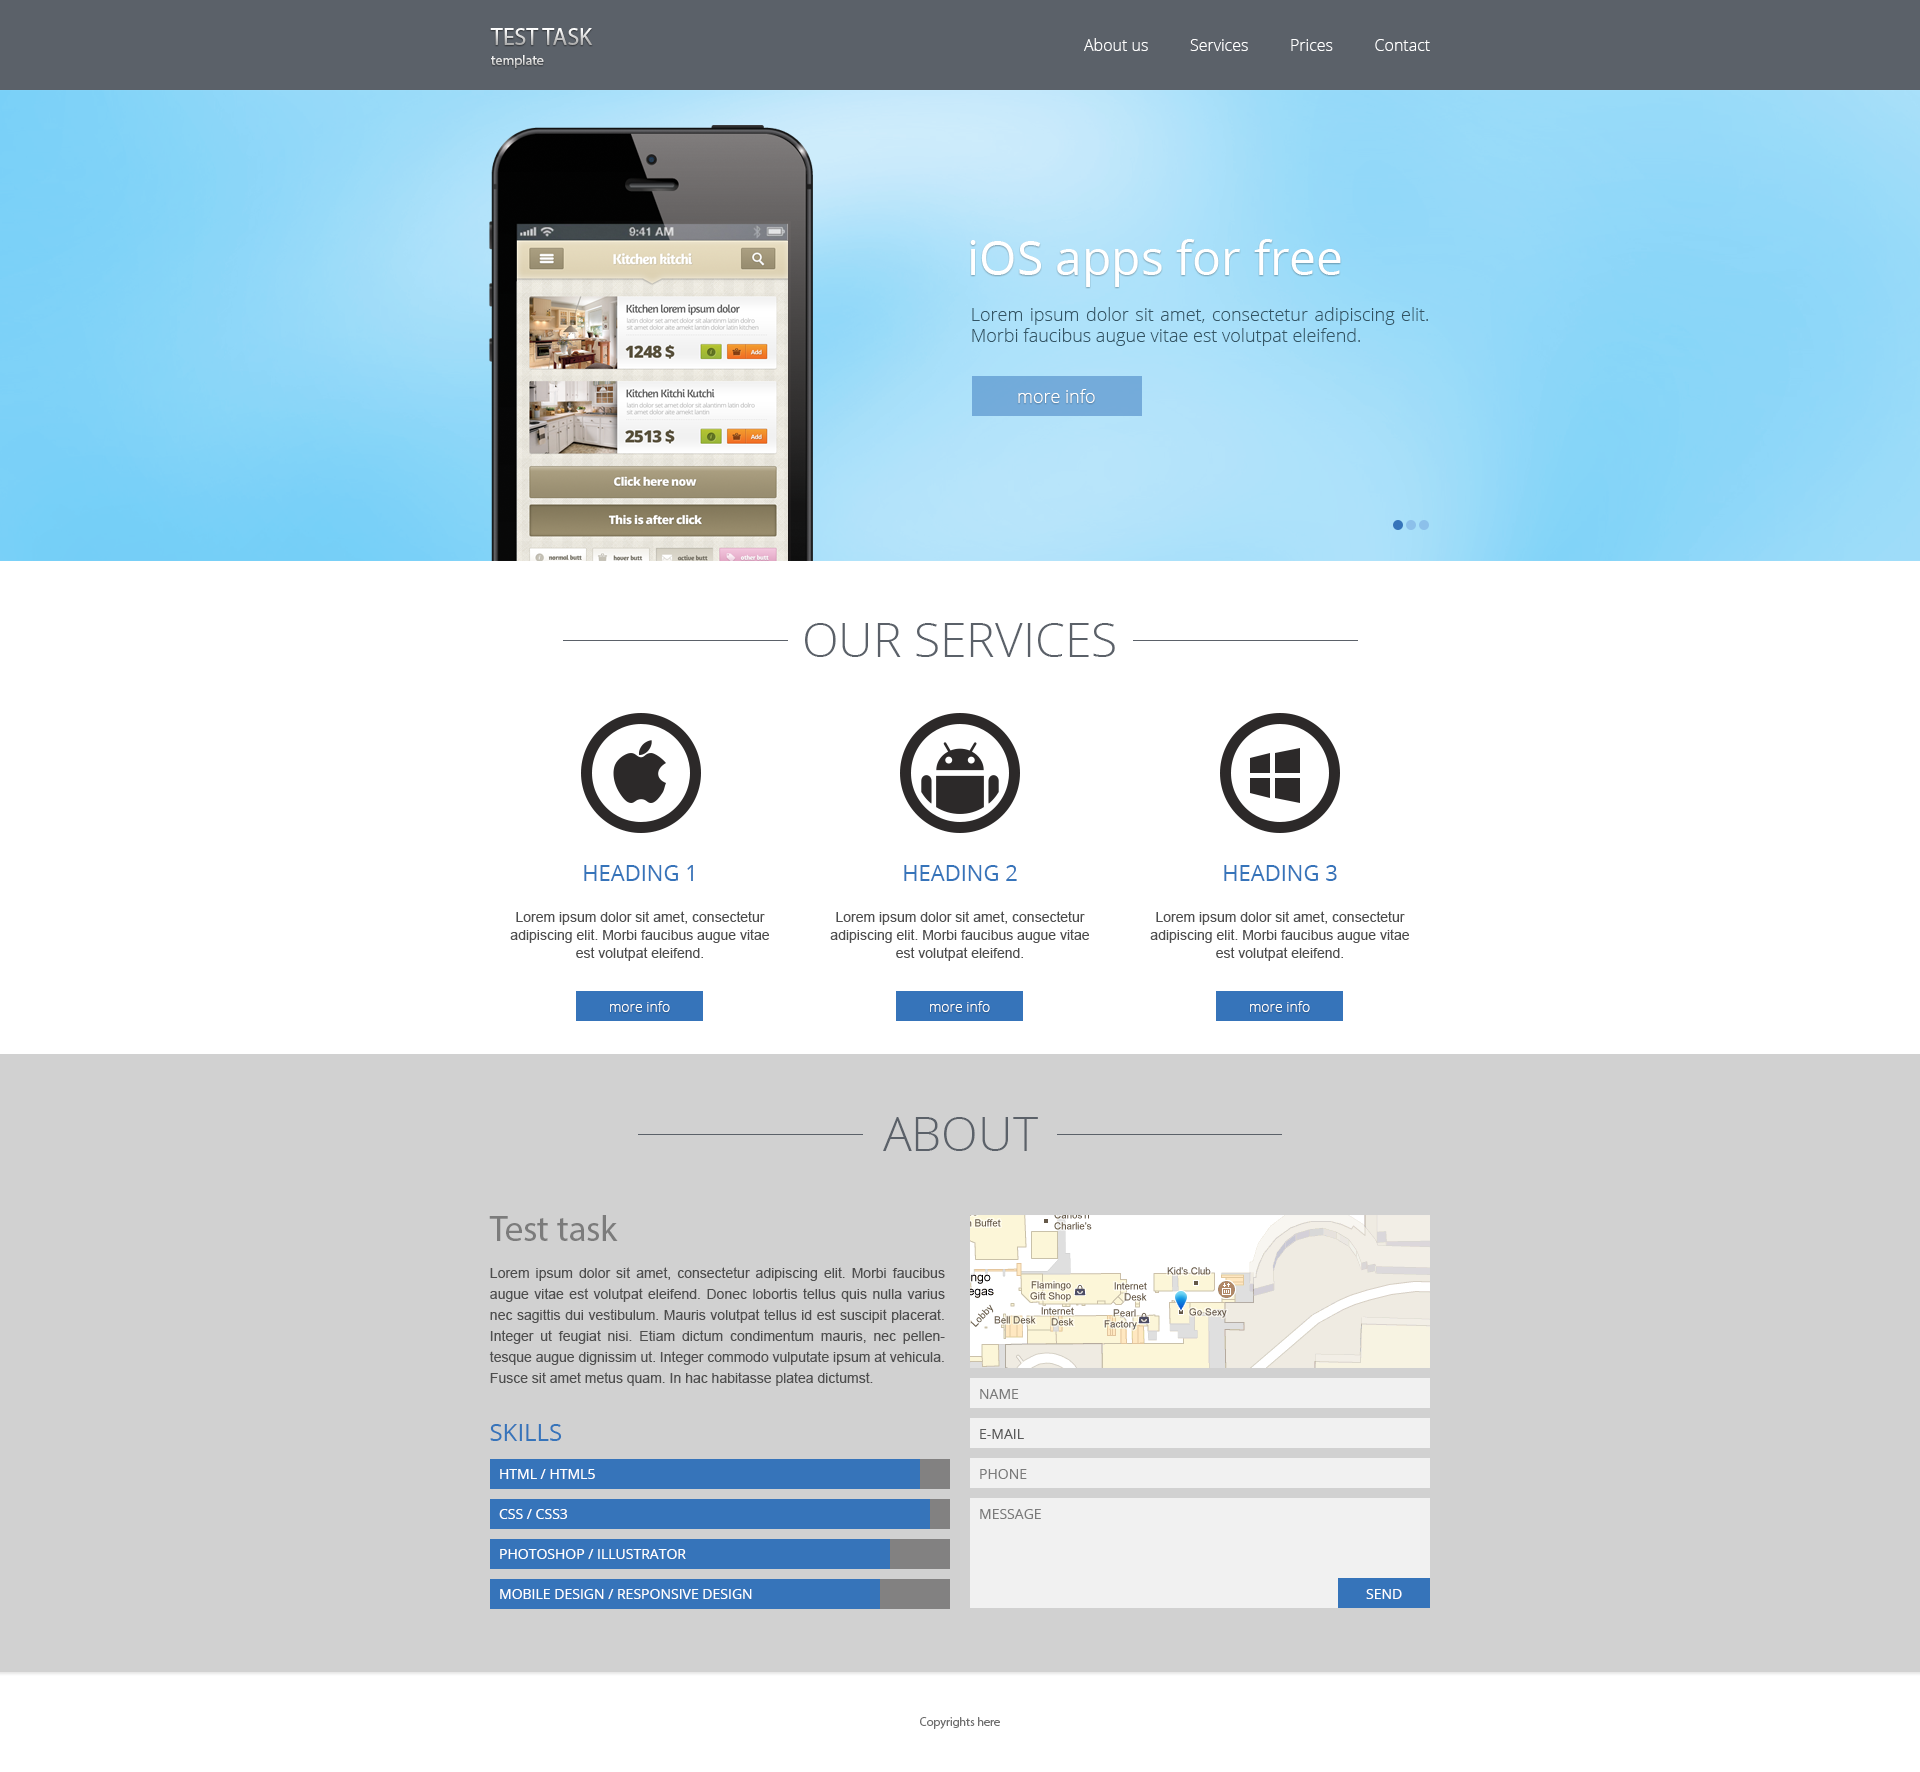 TEST TASK
template
About us
Services
Prices
Contact
9:41 AM
Kitchen kitchi
Kitchen lorem ipsum dolor
1248 $
Add
Kitchen Kitchi Kutchi
2513 $
Add
Click here now
This is after click
normal butt
hover butt
active butt
other butt
iOS apps for free
Lorem ipsum dolor sit amet, consectetur adipiscing elit.
Morbi faucibus augue vitae est volutpat eleifend.
more info
OUR SERVICES
HEADING 1
Lorem ipsum dolor sit amet, consectetur
adipiscing elit. Morbi faucibus augue vitae
est volutpat eleifend.
more info
HEADING 2
Lorem ipsum dolor sit amet, consectetur
adipiscing elit. Morbi faucibus augue vitae
est volutpat eleifend.
more info
HEADING 3
Lorem ipsum dolor sit amet, consectetur
adipiscing elit. Morbi faucibus augue vitae
est volutpat eleifend.
more info
ABOUT
Test task
Lorem ipsum dolor sit amet, consectetur adipiscing elit. Morbi faucibus
augue vitae est volutpat eleifend. Donec lobortis tellus quis nulla varius
nec sagittis dui vestibulum. Mauris volutpat tellus id est suscipit placerat.
Integer ut feugiat nisi. Etiam dictum condimentum mauris, nec pellen-
tesque augue dignissim ut. Integer commodo vulputate ipsum at vehicula.
Fusce sit amet metus quam. In hac habitasse platea dictumst.
SKILLS
HTML / HTML5
CSS / CSS3
PHOTOSHOP / ILLUSTRATOR
MOBILE DESIGN / RESPONSIVE DESIGN
Buffet
Carlos n
Charlie's
ngo
egas
Lobby
Flamingo
Gift Shop
Bell Desk
Internet
Desk
Internet
Desk
Pearl
Factory
Kid's Club
Go Sexy
NAME
E-MAIL
PHONE
MESSAGE
SEND
Copyrights here